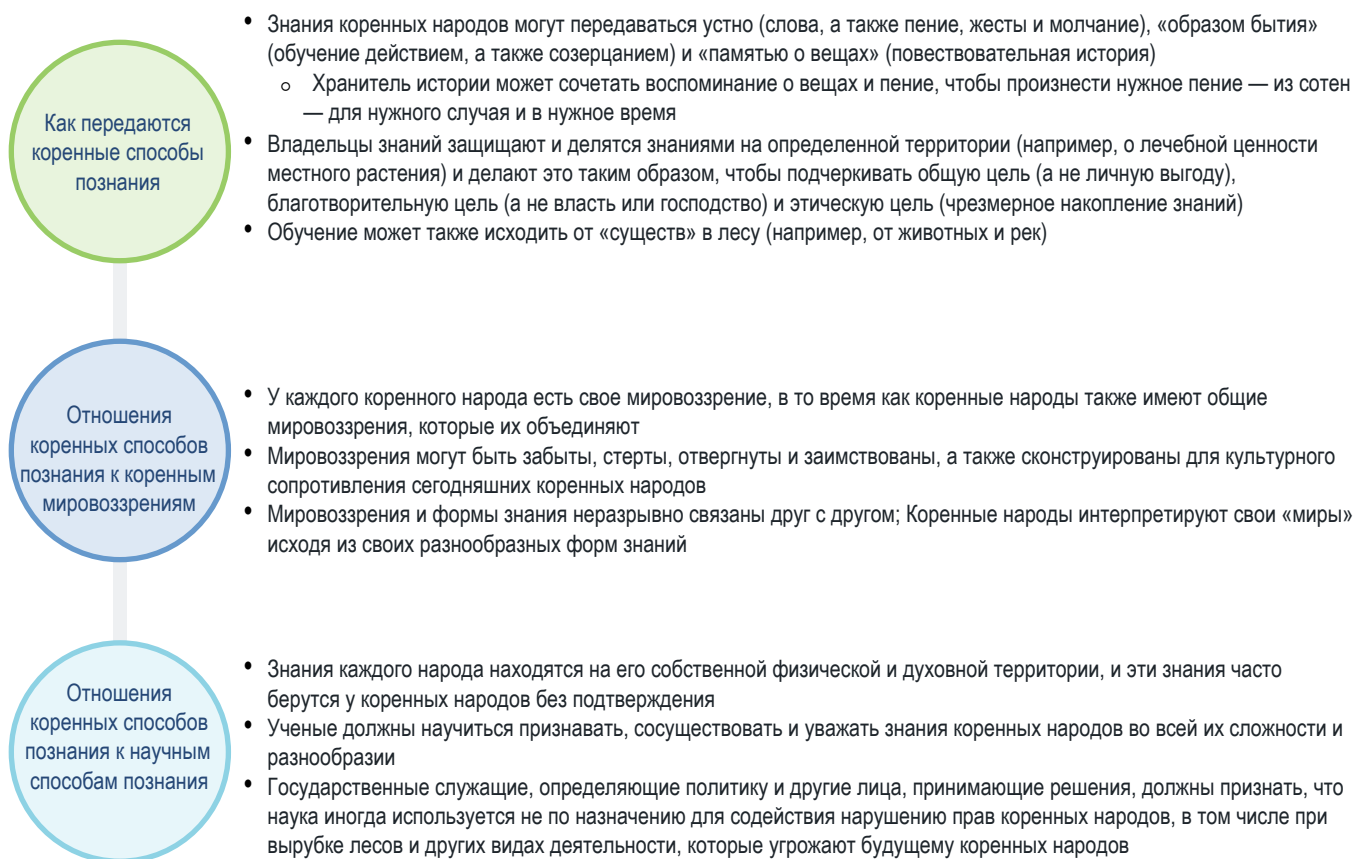 Как передаются
коренные способы
познания
• Знания коренных народов могут передаваться устно (слова, а также пение, жесты и молчание), «образом бытия»
(обучение действием, а также созерцанием) и «памятью о вещах» (повествовательная история)
○ Хранитель истории может сочетать воспоминание о вещах и пение, чтобы произнести нужное пение — из сотен
— для нужного случая и в нужное время
• Владельцы знаний защищают и делятся знаниями на определенной территории (например, о лечебной ценности
местного растения) и делают это таким образом, чтобы подчеркивать общую цель (а не личную выгоду),
благотворительную цель (а не власть или господство) и этическую цель (чрезмерное накопление знаний)
• Обучение может также исходить от «существ» в лесу (например, от животных и рек)
Отношения
коренных способов
познания к коренным
мировоззрениям
• У каждого коренного народа есть свое мировоззрение, в то время как коренные народы также имеют общие
мировоззрения, которые их объединяют
• Мировоззрения могут быть забыты, стерты, отвергнуты и заимствованы, а также сконструированы для культурного
сопротивления сегодняшних коренных народов
• Мировоззрения и формы знания неразрывно связаны друг с другом; Коренные народы интерпретируют свои «миры»
исходя из своих разнообразных форм знаний
Отношения
коренных способов
познания к научным
способам познания
• Знания каждого народа находятся на его собственной физической и духовной территории, и эти знания часто
берутся у коренных народов без подтверждения
• Ученые должны научиться признавать, сосуществовать и уважать знания коренных народов во всей их сложности и
разнообразии
• Государственные служащие, определяющие политику и другие лица, принимающие решения, должны признать, что
наука иногда используется не по назначению для содействия нарушению прав коренных народов, в том числе при
вырубке лесов и других видах деятельности, которые угрожают будущему коренных народов